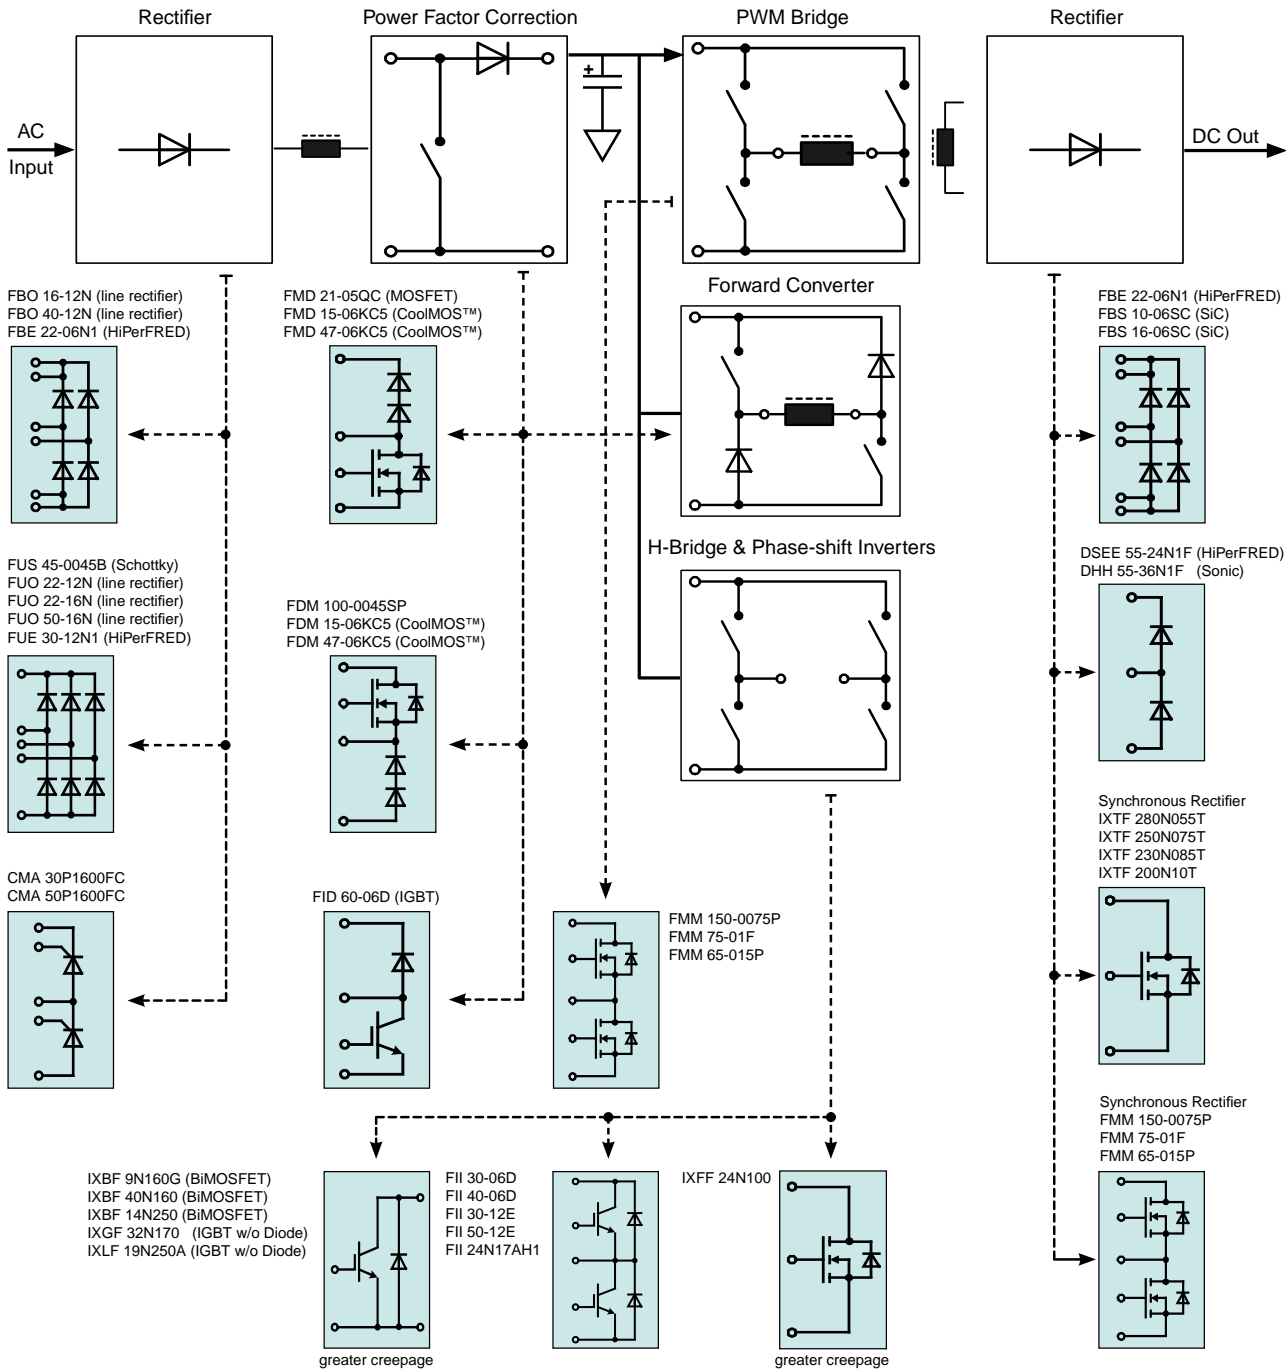 Rectifier
Power Factor Correction
PWM Bridge
Rectifier
AC
Input
+
DC Out
FBO 16-12N (line rectifier)
FBO 40-12N (line rectifier)
FBE 22-06N1 (HiPerFRED)
FMD 21-05QC (MOSFET)
FMD 15-06KC5 (CoolMOS™)
FMD 47-06KC5 (CoolMOS™)
Forward Converter
FBE 22-06N1 (HiPerFRED)
FBS 10-06SC (SiC)
FBS 16-06SC (SiC)
FUS 45-0045B (Schottky)
FUO 22-12N (line rectifier)
FUO 22-16N (line rectifier)
FUO 50-16N (line rectifier)
FUE 30-12N1 (HiPerFRED)
FDM 100-0045SP
FDM 15-06KC5 (CoolMOS™)
FDM 47-06KC5 (CoolMOS™)
H-Bridge & Phase-shift Inverters
DSEE 55-24N1F (HiPerFRED)
DHH 55-36N1F (Sonic)
CMA 30P1600FC
CMA 50P1600FC
FID 60-06D (IGBT)
FMM 150-0075P
FMM 75-01F
FMM 65-015P
Synchronous Rectifier
IXTF 280N055T
IXTF 250N075T
IXTF 230N085T
IXTF 200N10T
Synchronous Rectifier
FMM 150-0075P
FMM 75-01F
FMM 65-015P
IXBF 9N160G (BiMOSFET)
IXBF 40N160 (BiMOSFET)
IXBF 14N250 (BiMOSFET)
IXGF 32N170 (IGBT w/o Diode)
IXLF 19N250A (IGBT w/o Diode)
FII 30-06D
FII 40-06D
FII 30-12E
FII 50-12E
FII 24N17AH1
IXFF 24N100
greater creepage
greater creepage